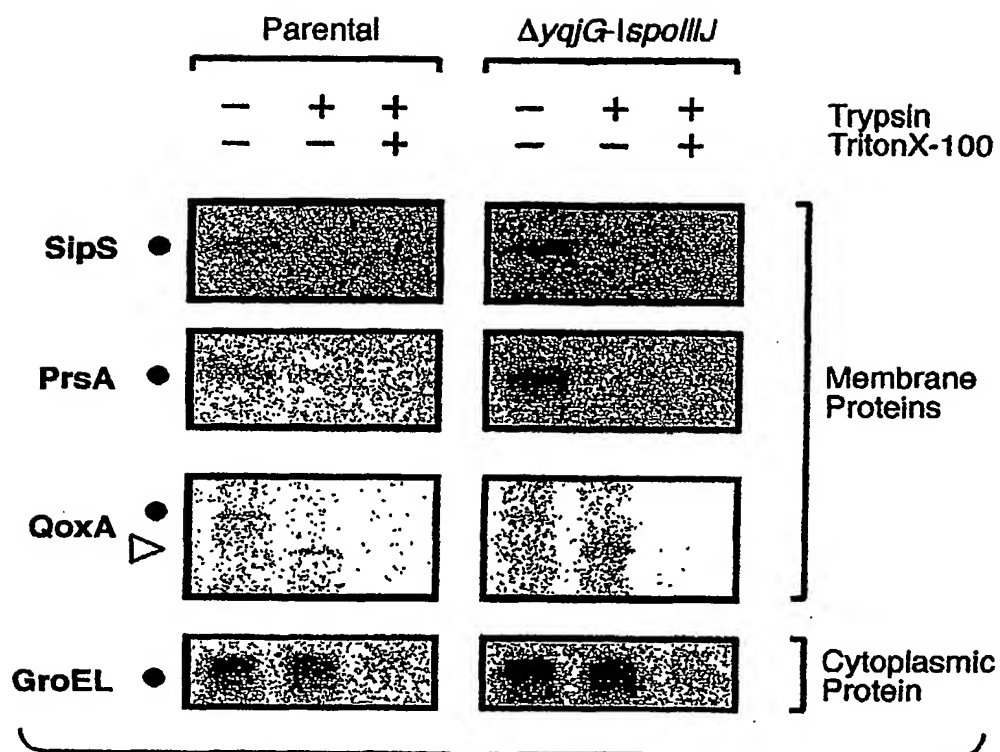 Parental ΔyqjG-IspoIIIJ
− + + − + + Trypsin
− − + − − + TritonX-100
SipS
PrsA
QoxA
GroEL
Membrane
Proteins
Cytoplasmic
Protein